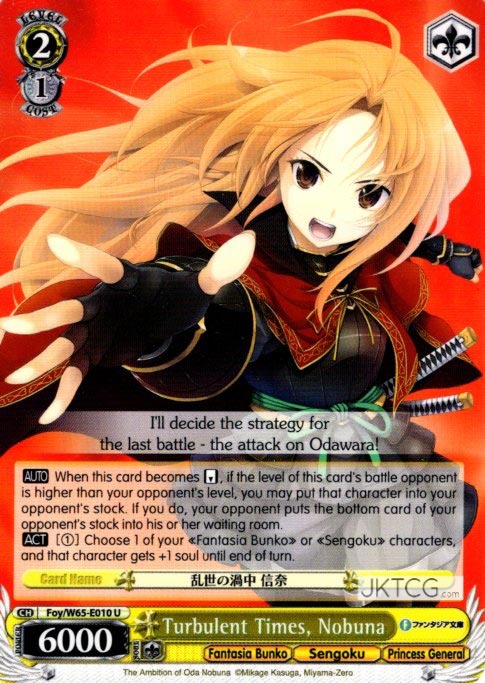 LEVEL
2
1
COST
I'll decide the strategy for
the last battle - the attack on Odawara!
AUTO When this card becomes , if the level of this card's battle opponent
is higher than your opponent's level, you may put that character into your
opponent's stock. If you do, your opponent puts the bottom card of your
opponent's stock into his or her waiting room.
ACT [①] Choose 1 of your «Fantasia Bunko» or «Sengoku» characters,
and that character gets +1 soul until end of turn.
Card Name 乱世の渦中 信奈
JKTCG.com
CH Foy/W65-E010 U
POWER 6000 SOUL Turbulent Times, Nobuna ファンタジア文庫
Fantasia Bunko Sengoku Princess General
The Ambition of Oda Nobuna ©Mikage Kasuga, Miyama-Zero